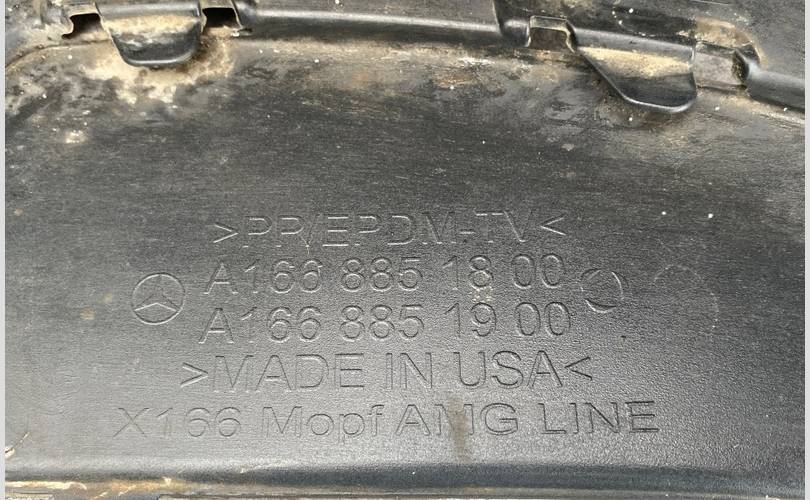 >PP/EPDM-TV<
A166 885 18 00
A166 885 19 00
>MADE IN USA<
X166 Mopf AMG LINE